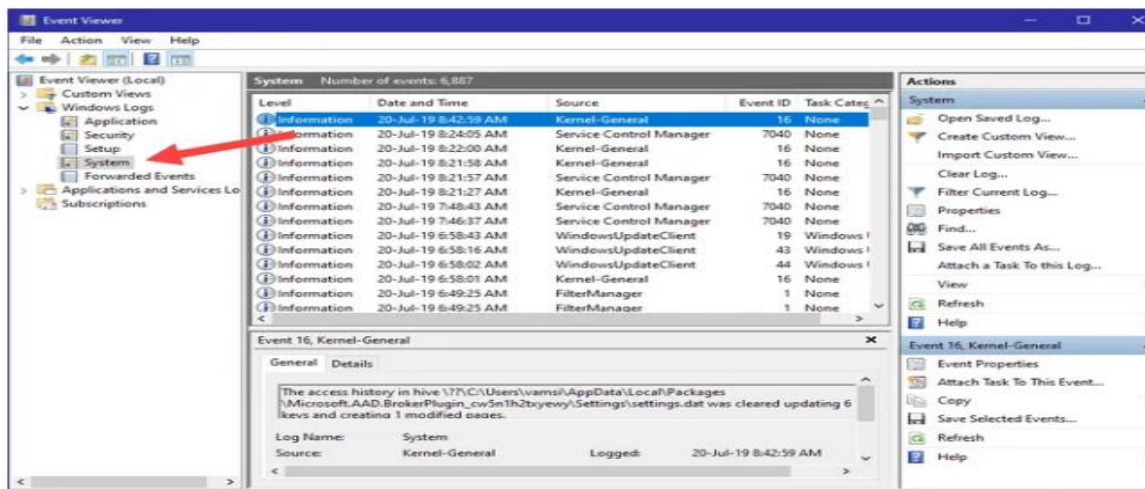 Event Viewer
File Action View Help
Event Viewer (Local)
Custom Views
Windows Logs
Application
Security
Setup
System
Forwarded Events
Applications and Services Lo
Subscriptions
System Number of events: 6,887
Level Date and Time Source Event ID Task Categ
Information 20-Jul-19 8:42:59 AM Kernel-General 16 None
Information 20-Jul-19 8:24:05 AM Service Control Manager 7040 None
Information 20-Jul-19 8:22:00 AM Kernel-General 16 None
Information 20-Jul-19 8:21:58 AM Kernel-General 16 None
Information 20-Jul-19 8:21:57 AM Service Control Manager 7040 None
Information 20-Jul-19 8:21:27 AM Kernel-General 16 None
Information 20-Jul-19 7:48:43 AM Service Control Manager 7040 None
Information 20-Jul-19 7:46:37 AM Service Control Manager 7040 None
Information 20-Jul-19 6:58:43 AM WindowsUpdateClient 19 Windows
Information 20-Jul-19 6:58:16 AM WindowsUpdateClient 43 Windows
Information 20-Jul-19 6:58:02 AM WindowsUpdateClient 44 Windows
Information 20-Jul-19 6:58:01 AM Kernel-General 16 None
Information 20-Jul-19 6:49:25 AM FilterManager 1 None
Information 20-Jul-19 6:49:25 AM FilterManager 1 None
Event 16, Kernel-General
General Details
The access history in hive \??\C:\Users\vamsi\AppData\Local\Packages
\Microsoft.AAD.BrokerPlugin_cw5n1h2txyewy\Settings\settings.dat was cleared updating 6
keys and creating 1 modified pages.
Log Name: System
Source: Kernel-General Logged: 20-Jul-19 8:42:59 AM
Actions
System
Open Saved Log...
Create Custom View...
Import Custom View...
Clear Log...
Filter Current Log...
Properties
Find...
Save All Events As...
Attach a Task To this Log...
View
Refresh
Help
Event 16, Kernel-General
Event Properties
Attach Task To This Event...
Copy
Save Selected Events...
Refresh
Help